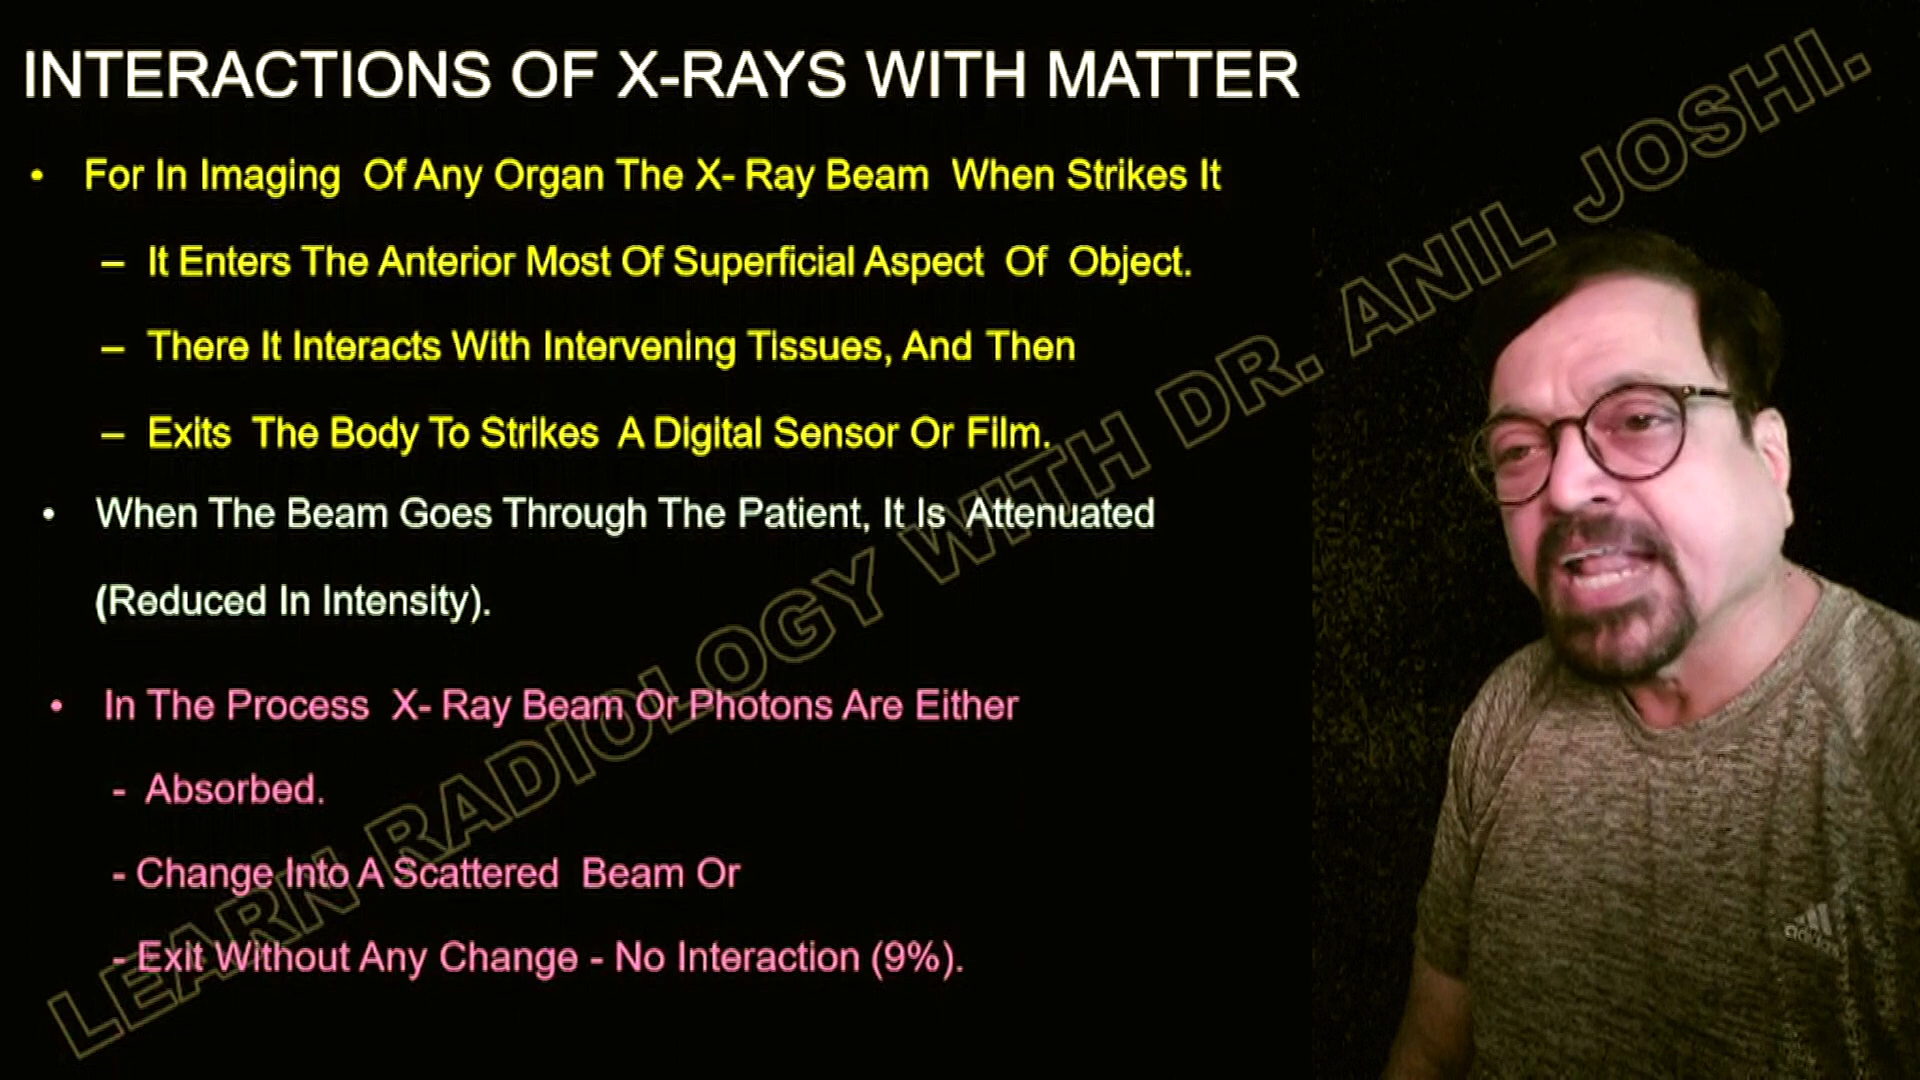 INTERACTIONS OF X-RAYS WITH MATTER
• For In Imaging Of Any Organ The X- Ray Beam When Strikes It
– It Enters The Anterior Most Of Superficial Aspect Of Object.
– There It Interacts With Intervening Tissues, And Then
– Exits The Body To Strikes A Digital Sensor Or Film.
• When The Beam Goes Through The Patient, It Is Attenuated
(Reduced In Intensity).
• In The Process X- Ray Beam Or Photons Are Either
- Absorbed.
- Change Into A Scattered Beam Or
- Exit Without Any Change - No Interaction (9%).
LEARN RADIOLOGY WITH DR. ANIL JOSHI.
adidas